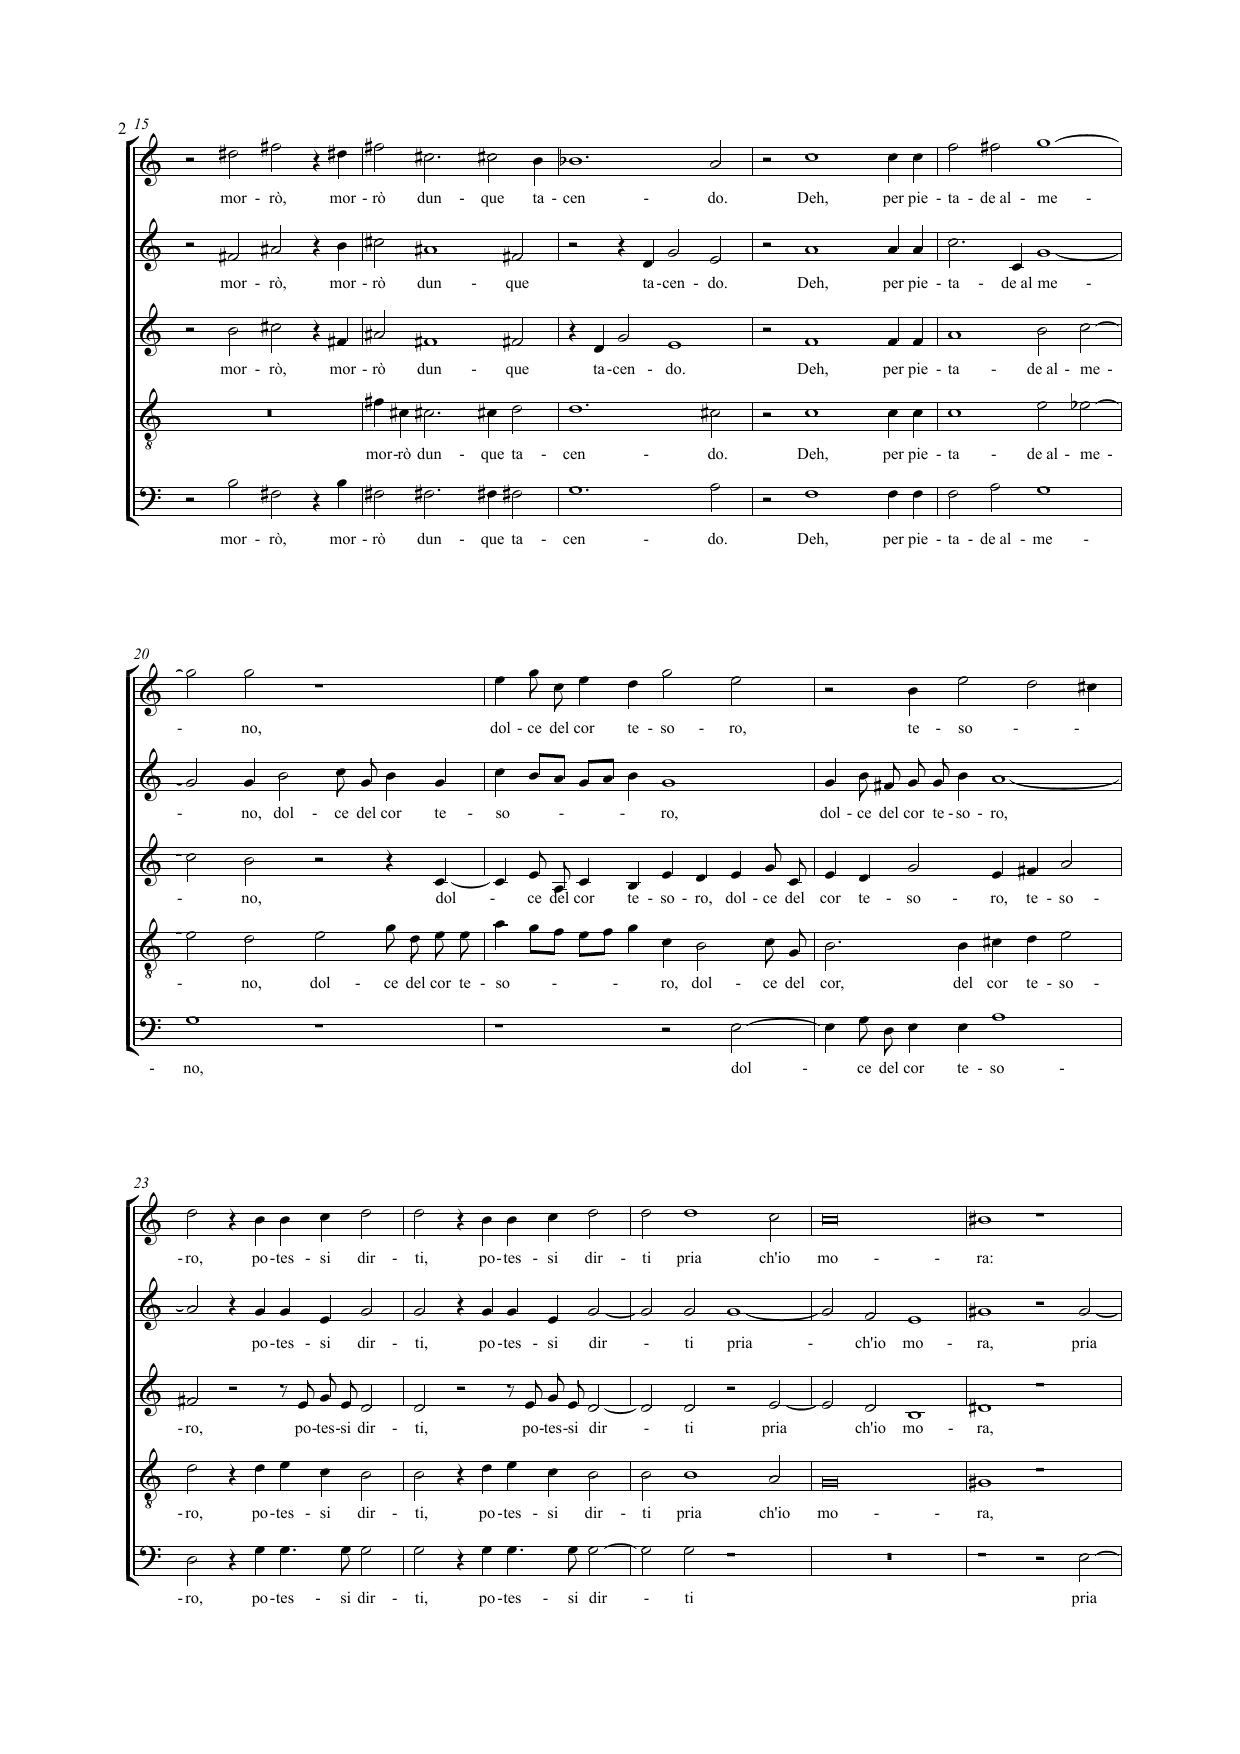 2 15
mor - rò, mor - rò dun - que ta - cen - do. Deh, per pie - ta - de al - me -
mor - rò, mor - rò dun - que ta - cen - do. Deh, per pie - ta - de al me -
mor - rò, mor - rò dun - que ta - cen - do. Deh, per pie - ta - de al - me -
mor - rò dun - que ta - cen - do. Deh, per pie - ta - de al - me -
mor - rò, mor - rò dun - que ta - cen - do. Deh, per pie - ta - de al - me -
20
- no, dol - ce del cor te - so - ro, te - so - -
- no, dol - ce del cor te - so - - - ro, dol - ce del cor te - so - ro,
- no, dol - ce del cor te - so - ro, dol - ce del cor te - so - ro, te - so -
- no, dol - ce del cor te - so - - - ro, dol - ce del cor, del cor te - so -
- no, dol - ce del cor te - so -
23
- ro, po - tes - si dir - ti, po - tes - si dir - ti pria ch'io mo - - ra:
po - tes - si dir - ti, po - tes - si dir - ti pria - ch'io mo - ra, pria
- ro, po - tes - si dir - ti, po - tes - si dir - ti pria ch'io mo - ra,
- ro, po - tes - si dir - ti, po - tes - si dir - ti pria ch'io mo - - ra,
- ro, po - tes - si dir - ti, po - tes - si dir - ti pria